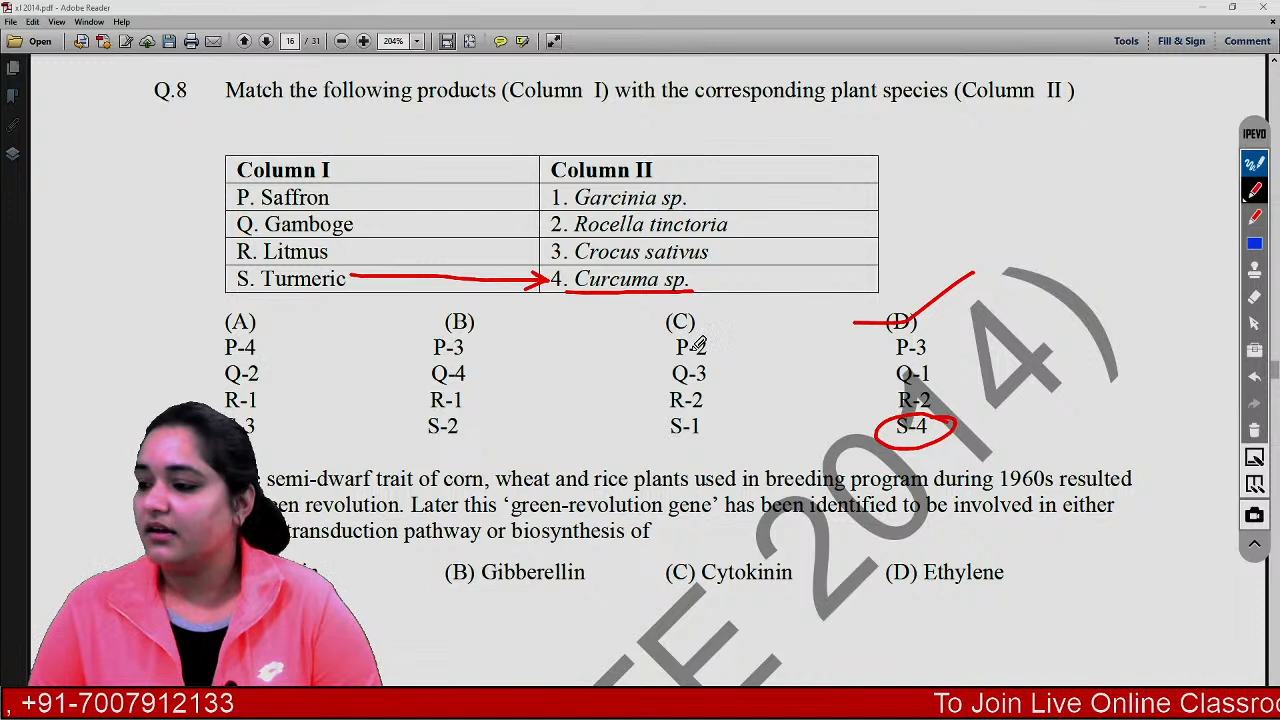 xl 2014.pdf - Adobe Reader
File Edit View Window Help
Open 16 / 31 204% Tools Fill & Sign Comment
Q.8 Match the following products (Column I) with the corresponding plant species (Column II )
IPEVO
Column I Column II
P. Saffron 1. Garcinia sp.
Q. Gamboge 2. Rocella tinctoria
R. Litmus 3. Crocus sativus
S. Turmeric 4. Curcuma sp.
(A) (B) (C) (D)
P-4 P-3 P-2 P-3
Q-2 Q-4 Q-3 Q-1
R-1 R-1 R-2 R-2
-3 S-2 S-1 S-4
semi-dwarf trait of corn, wheat and rice plants used in breeding program during 1960s resulted
revolution. Later this ‘green-revolution gene’ has been identified to be involved in either
transduction pathway or biosynthesis of
(B) Gibberellin (C) Cytokinin (D) Ethylene
2014)
, +91-7007912133 To Join Live Online